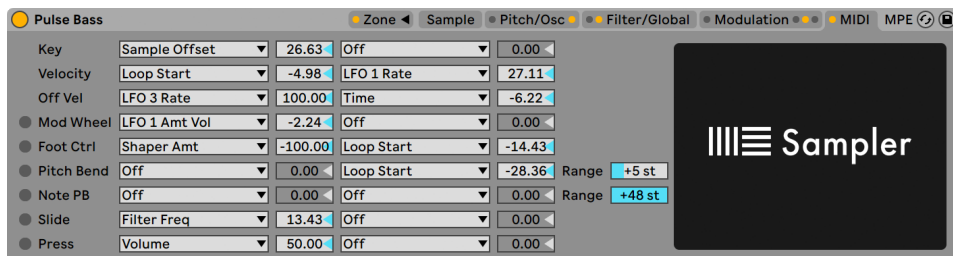 Pulse Bass Zone Sample Pitch/Osc Filter/Global Modulation MIDI MPE
Key Sample Offset 26.63 Off 0.00
Velocity Loop Start -4.98 LFO 1 Rate 27.11
Off Vel LFO 3 Rate 100.00 Time -6.22
Mod Wheel LFO 1 Amt Vol -2.24 Off 0.00
Foot Ctrl Shaper Amt -100.00 Loop Start -14.43
Pitch Bend Off 0.00 Loop Start -28.36 Range +5 st
Note PB Off 0.00 Off 0.00 Range +48 st
Slide Filter Freq 13.43 Off 0.00
Press Volume 50.00 Off 0.00
Sampler